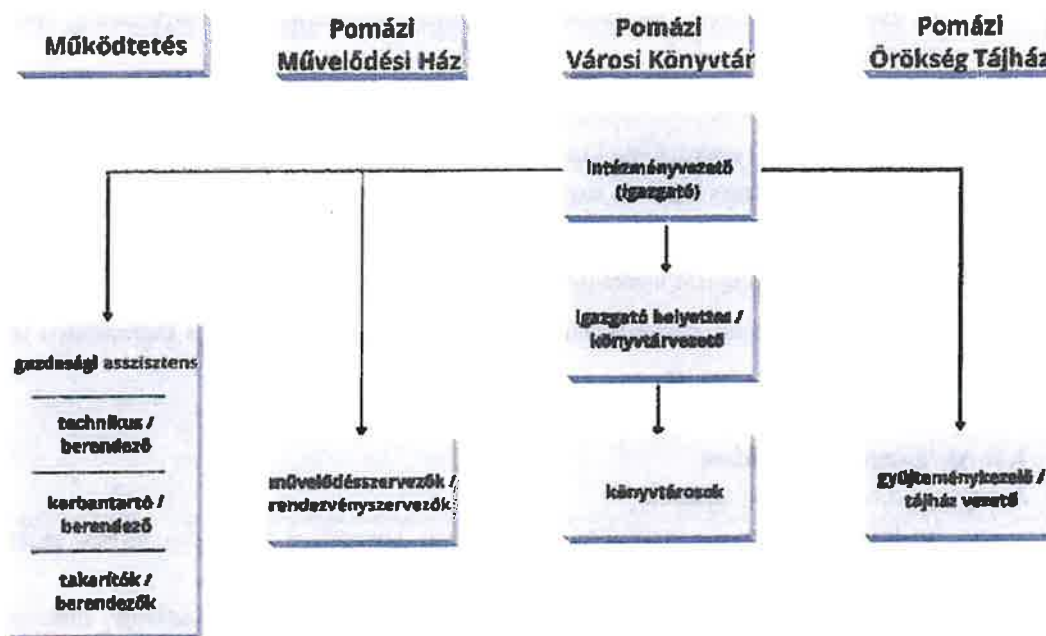 Működtetés
Pomázi
Művelődési Ház
Pomázi
Városi Könyvtár
Pomázi
Örökség Tájház
intézményvezető
(igazgató)
igazgató helyettes /
könyvtárvezető
gazdasági asszisztens
technikus /
berendező
karbantartó /
berendező
takarítók /
berendezők
művelődésszervezők /
rendezvényszervezők
könyvtárosok
gyűjteménykezelő /
tájház vezető